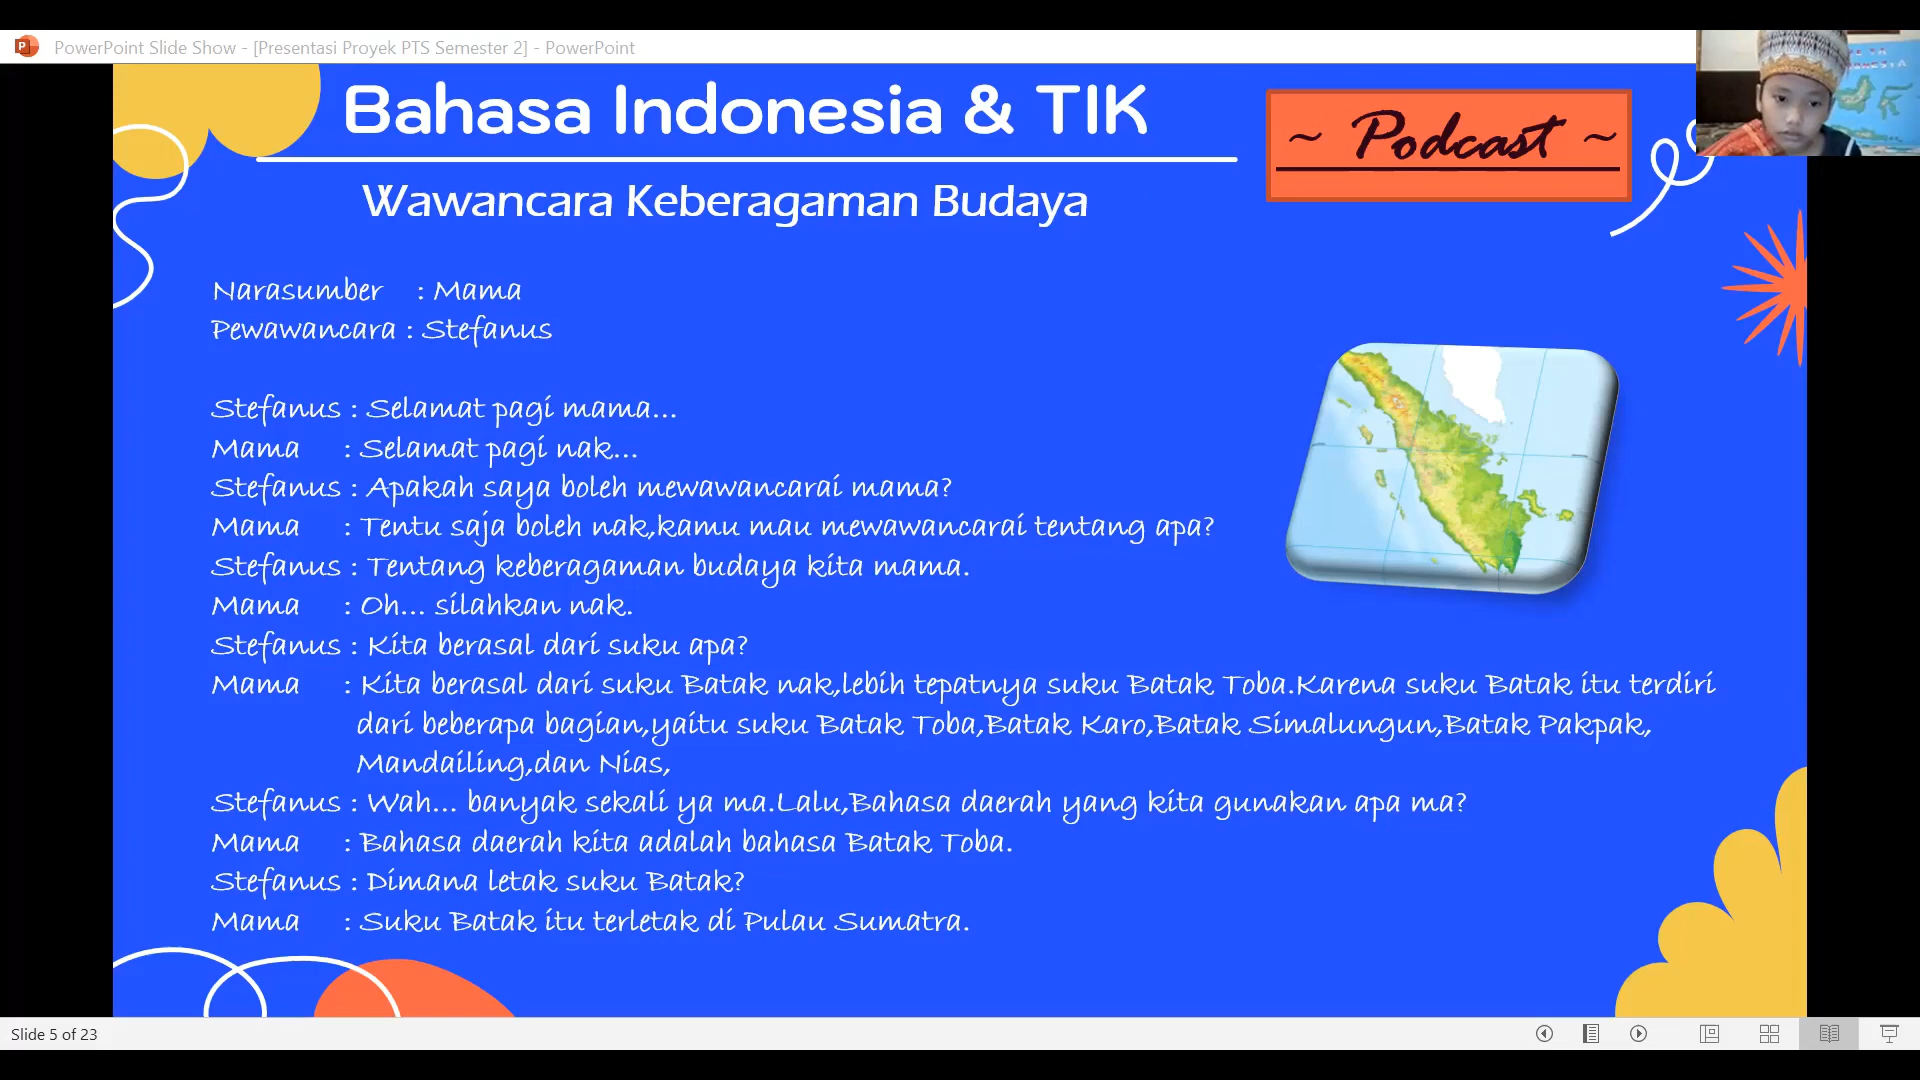 PowerPoint Slide Show - [Presentasi Proyek PTS Semester 2] - PowerPoint
Bahasa Indonesia & TIK
~ Podcast ~
Wawancara Keberagaman Budaya
Narasumber : Mama
Pewawancara : Stefanus
Stefanus : Selamat pagi mama...
Mama : Selamat pagi nak...
Stefanus : Apakah saya boleh mewawancarai mama?
Mama : Tentu saja boleh nak,kamu mau mewawancarai tentang apa?
Stefanus : Tentang keberagaman budaya kita mama.
Mama : Oh... silahkan nak.
Stefanus : Kita berasal dari suku apa?
Mama : Kita berasal dari suku Batak nak,lebih tepatnya suku Batak Toba.Karena suku Batak itu terdiri
dari beberapa bagian,yaitu suku Batak Toba,Batak Karo,Batak Simalungun,Batak Pakpak,
Mandailing,dan Nias,
Stefanus : Wah... banyak sekali ya ma.Lalu,Bahasa daerah yang kita gunakan apa ma?
Mama : Bahasa daerah kita adalah bahasa Batak Toba.
Stefanus : Dimana letak suku Batak?
Mama : Suku Batak itu terletak di Pulau Sumatra.
Slide 5 of 23